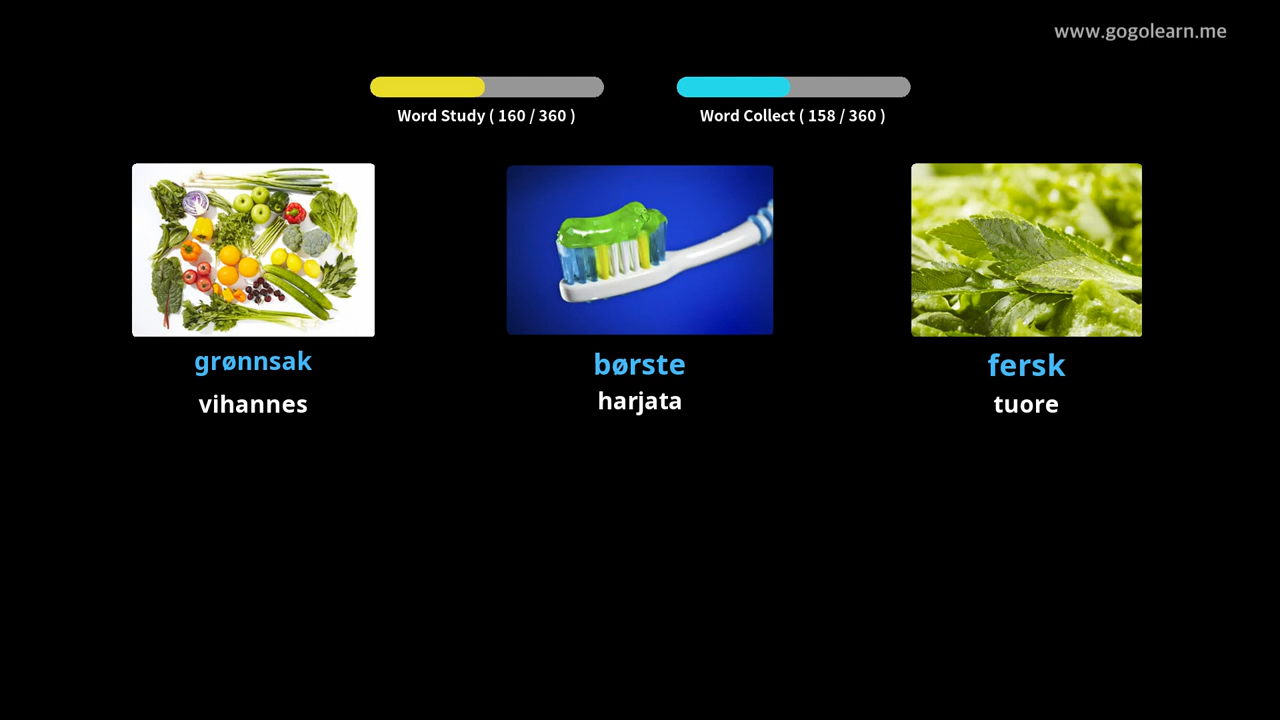 www.gogolearn.me
Word Study ( 160 / 360 )
Word Collect ( 158 / 360 )
grønnsak
vihannes
børste
harjata
fersk
tuore